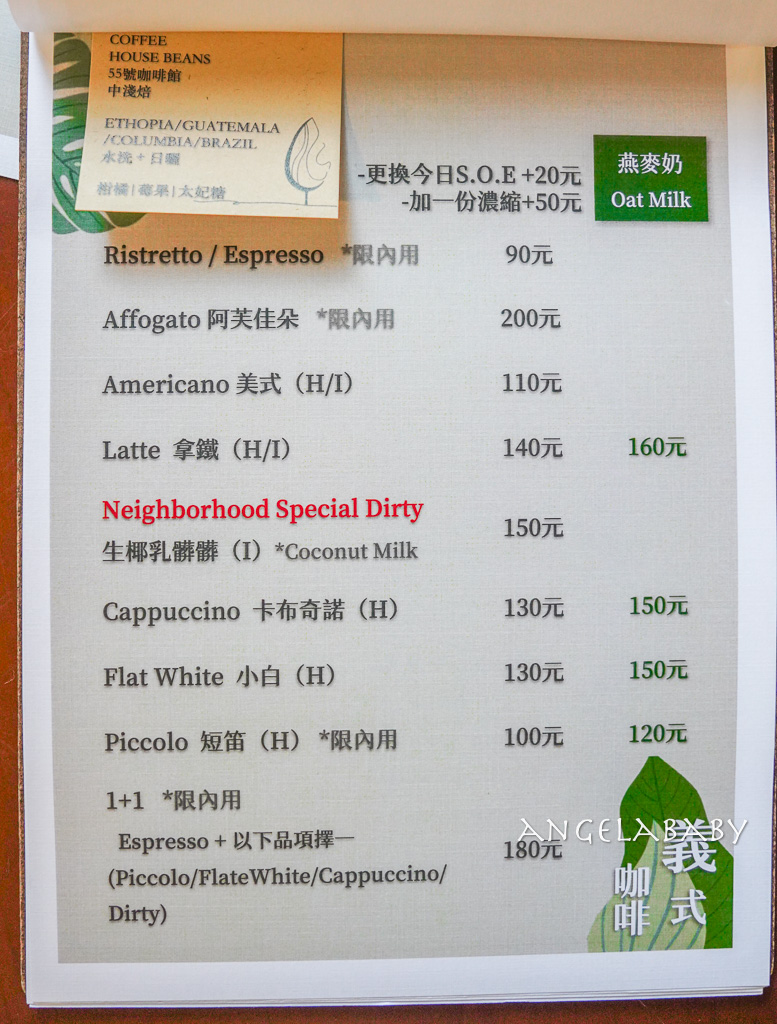 COFFEE
HOUSE BEANS
55號咖啡館
中淺焙
ETHOPIA/GUATEMALA
/COLUMBIA/BRAZIL
水洗 + 日曬
柑橘|莓果|太妃糖
-更換今日S.O.E +20元
-加一份濃縮+50元
燕麥奶
Oat Milk
Ristretto / Espresso *限內用 90元
Affogato 阿芙佳朵 *限內用 200元
Americano 美式（H/I） 110元
Latte 拿鐵（H/I） 140元 160元
Neighborhood Special Dirty
生椰乳髒髒（I）*Coconut Milk 150元
Cappuccino 卡布奇諾（H） 130元 150元
Flat White 小白（H） 130元 150元
Piccolo 短笛（H） *限內用 100元 120元
1+1 *限內用
Espresso + 以下品項擇一 180元
(Piccolo/FlateWhite/Cappuccino/
Dirty)
義式
咖啡
ANGELABABY